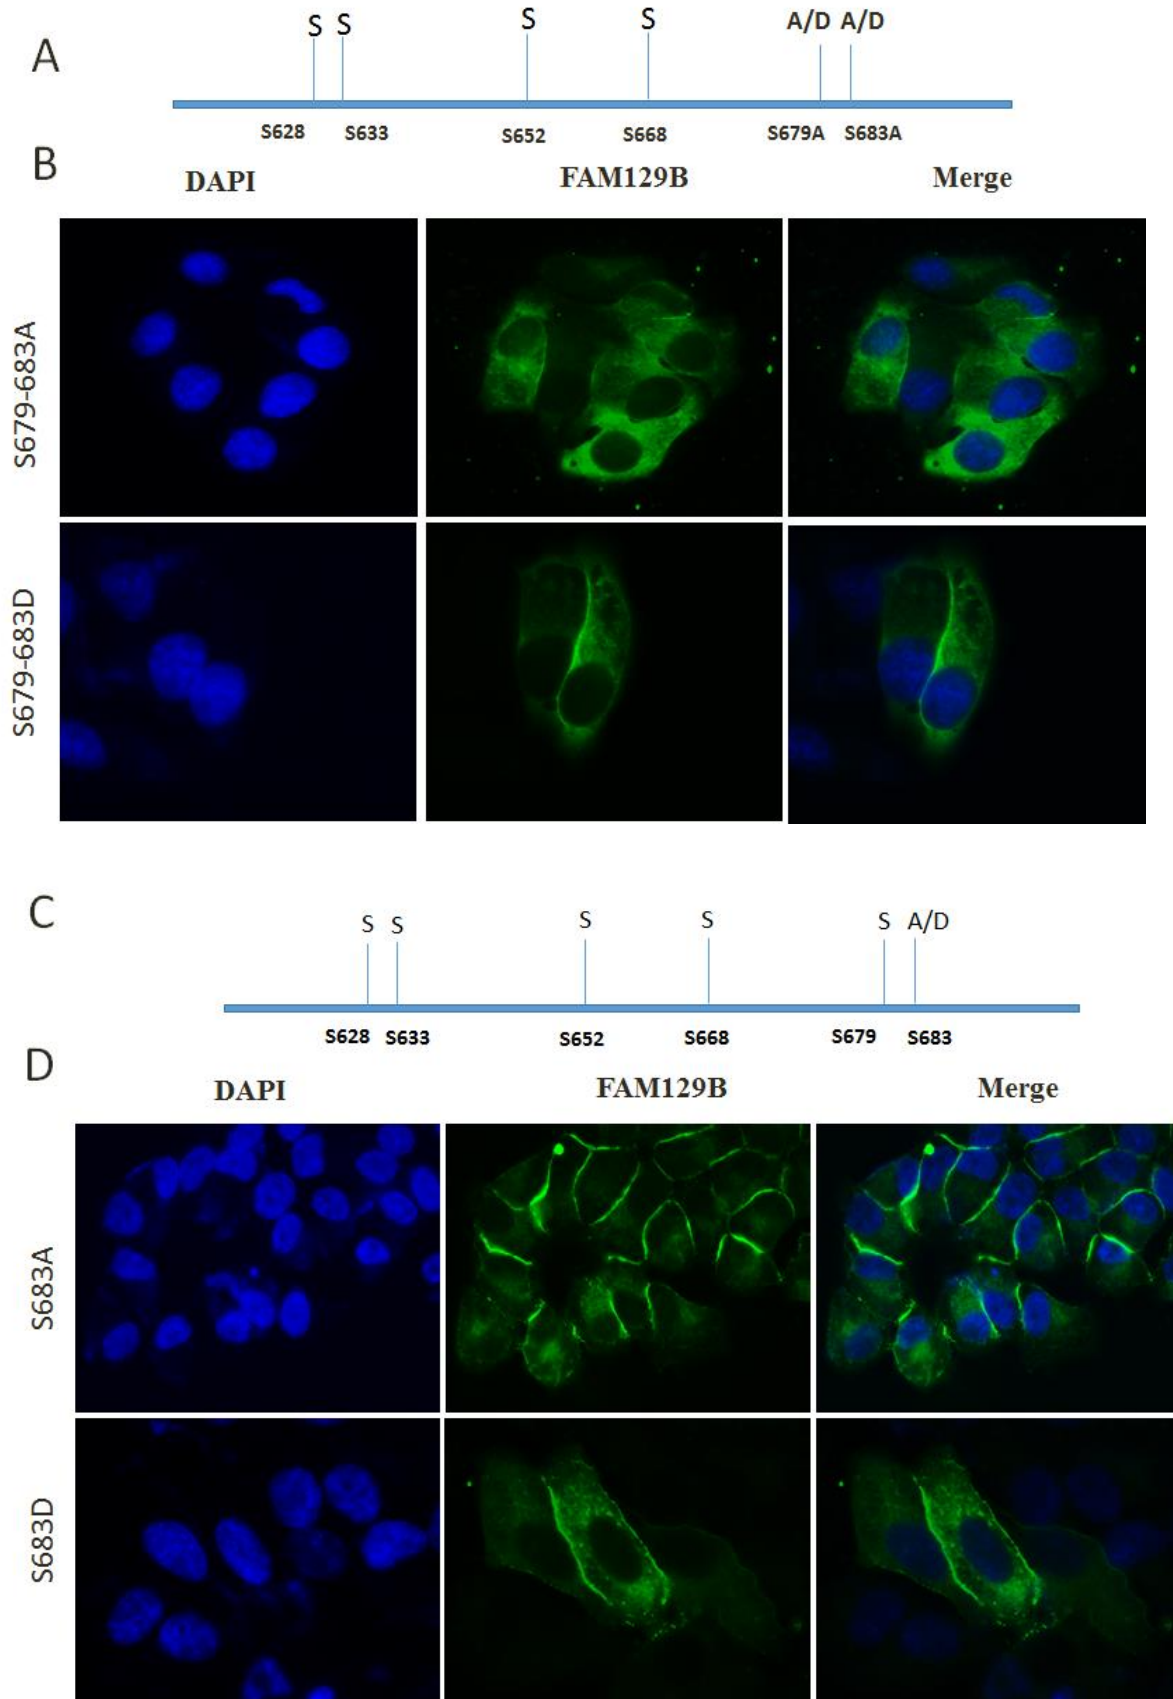 A
S S S S A/D A/D
S628 S633 S652 S668 S679A S683A
B
DAPI FAM129B Merge
S679-683A
S679-683D
C
S S S S S A/D
S628 S633 S652 S668 S679 S683
D
DAPI FAM129B Merge
S683A
S683D